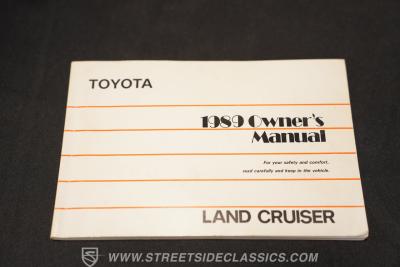 TOYOTA
1989 Owner's
Manual
For your safety and comfort,
read carefully and keep in the vehicle.
LAND CRUISER
WWW.STREETSIDECLASSICS.COM